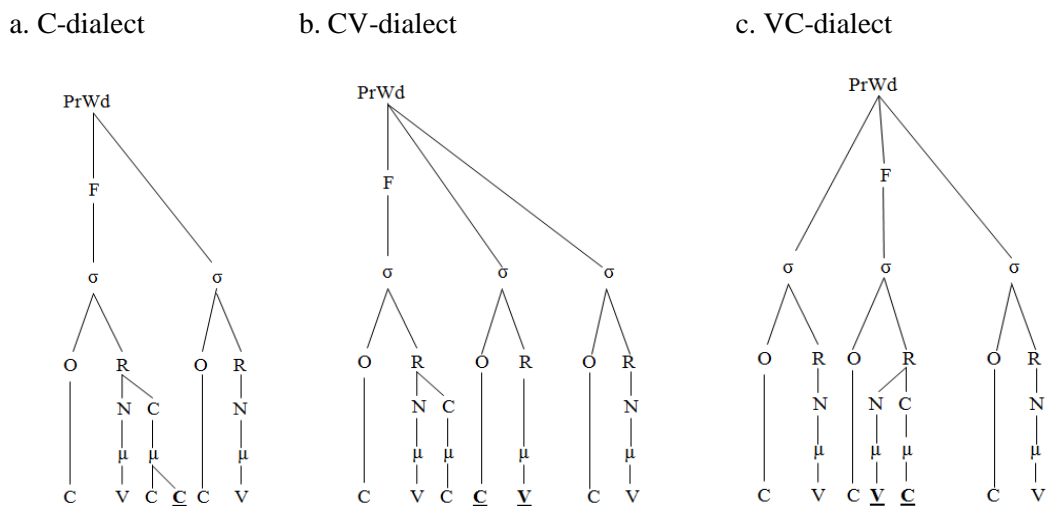 a. C-dialect b. CV-dialect c. VC-dialect
PrWd PrWd PrWd
F F F
σ σ σ σ σ σ σ σ
O R O R O R O R O R O R O R O R
N C N N C N N N C N
μ μ μ μ μ μ μ μ μ μ μ
C V C C C V C V C C V C V C V C V C C V